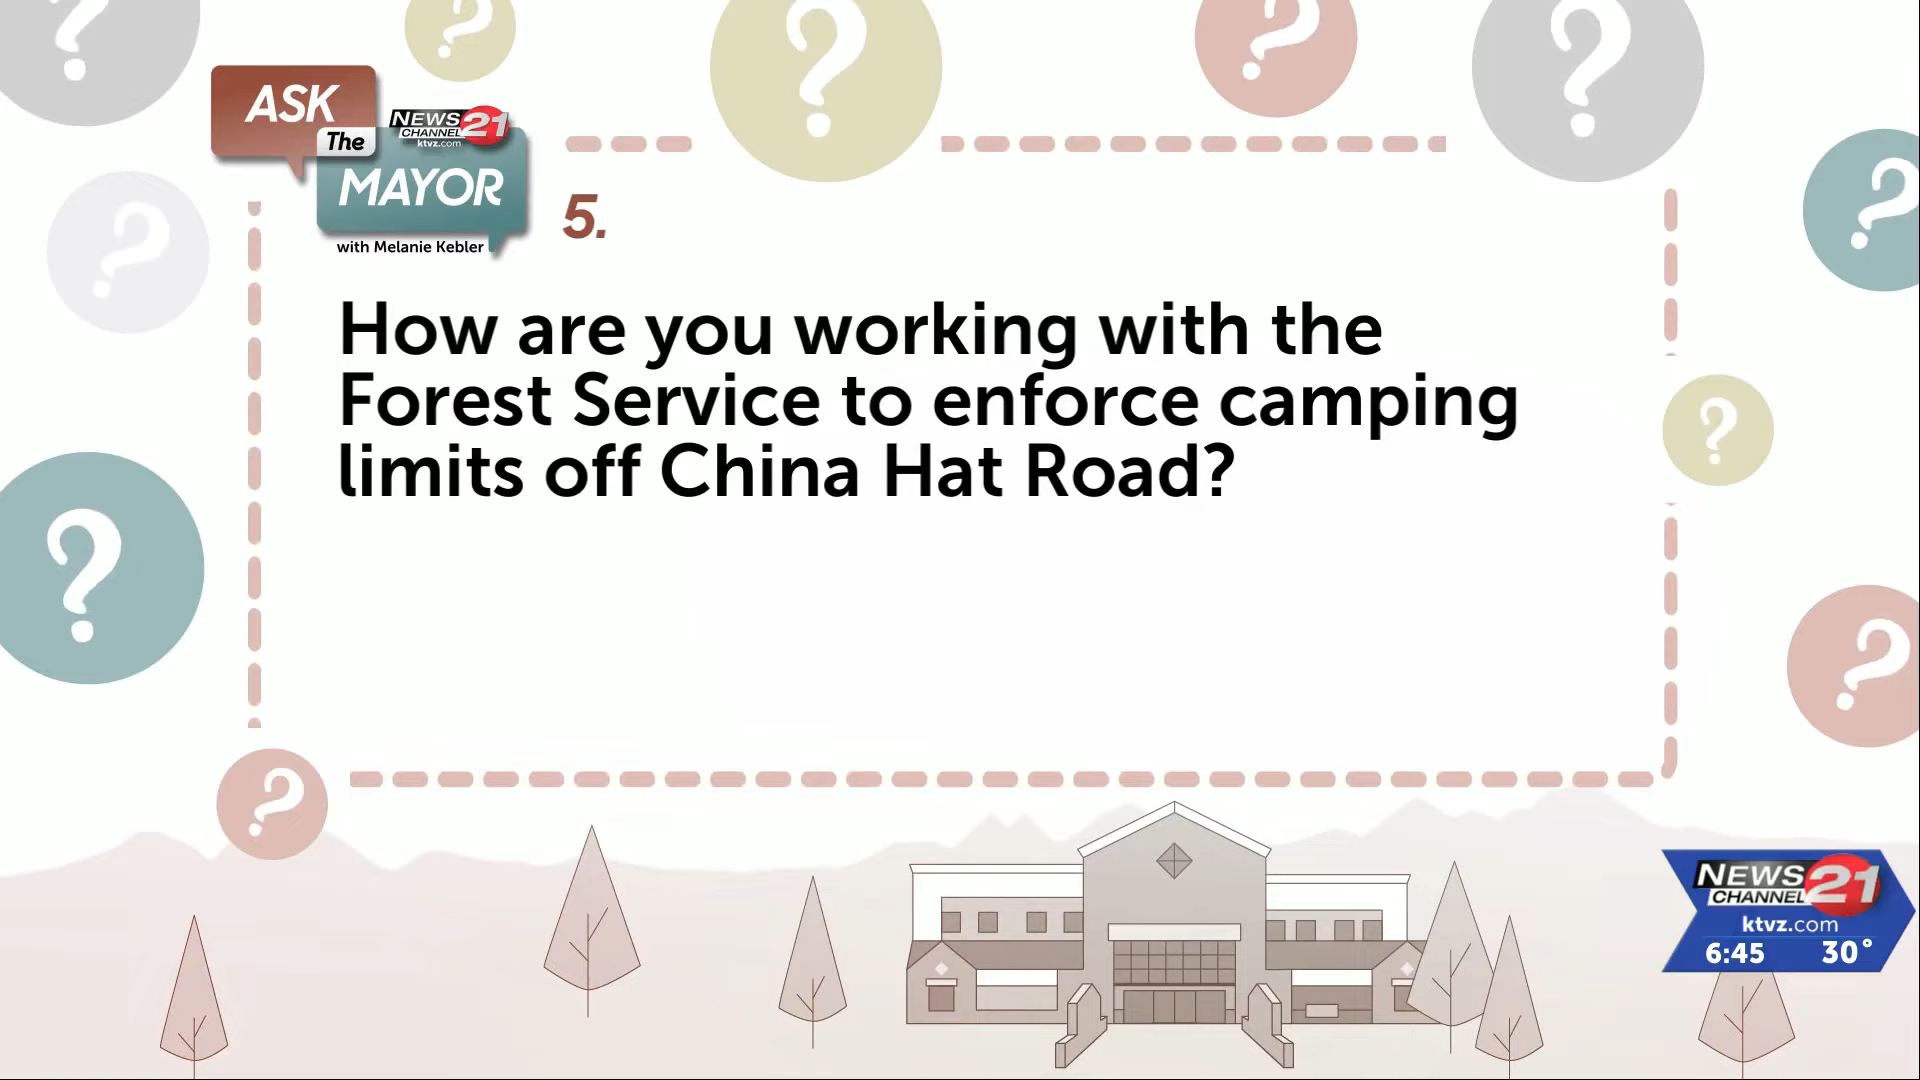 ASK
The
MAYOR
NEWS 21
CHANNEL
ktvz.com
with Melanie Kebler
5.
How are you working with the
Forest Service to enforce camping
limits off China Hat Road?
NEWS 21
CHANNEL
ktvz.com
6:45 30°